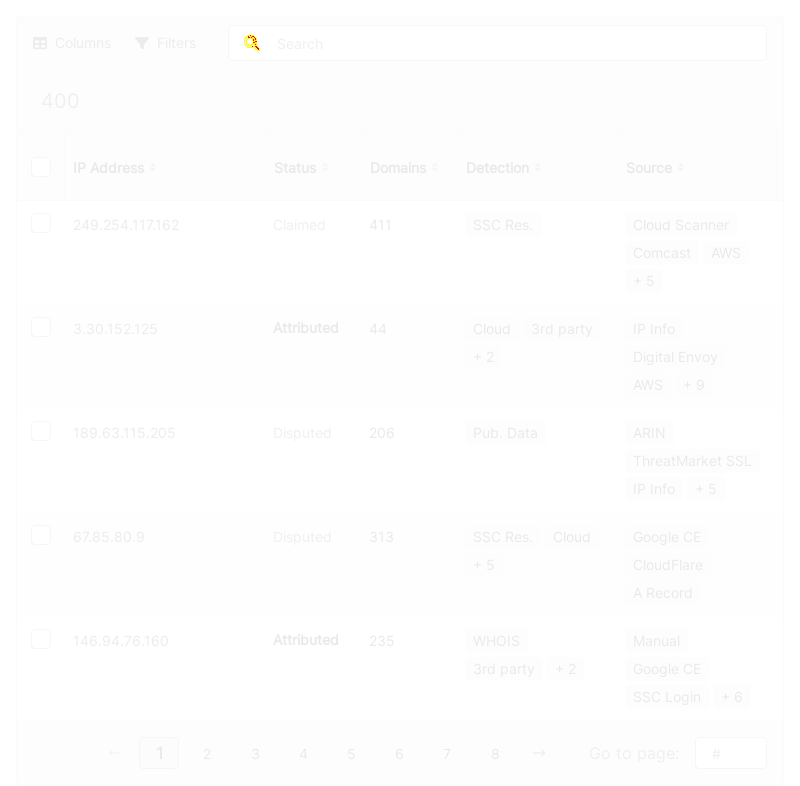 Columns Filters Search
400
IP Address Status Domains Detection Source
249.254.117.162 Claimed 411 SSC Res. Cloud Scanner
Comcast AWS
+ 5
3.30.152.125 Attributed 44 Cloud 3rd party IP Info
+ 2 Digital Envoy
AWS + 9
189.63.115.205 Disputed 206 Pub. Data ARIN
ThreatMarket SSL
IP Info + 5
67.85.80.9 Disputed 313 SSC Res. Cloud Google CE
+ 5 CloudFlare
A Record
146.94.76.160 Attributed 235 WHOIS Manual
3rd party + 2 Google CE
SSC Login + 6
← 1 2 3 4 5 6 7 8 → Go to page: #